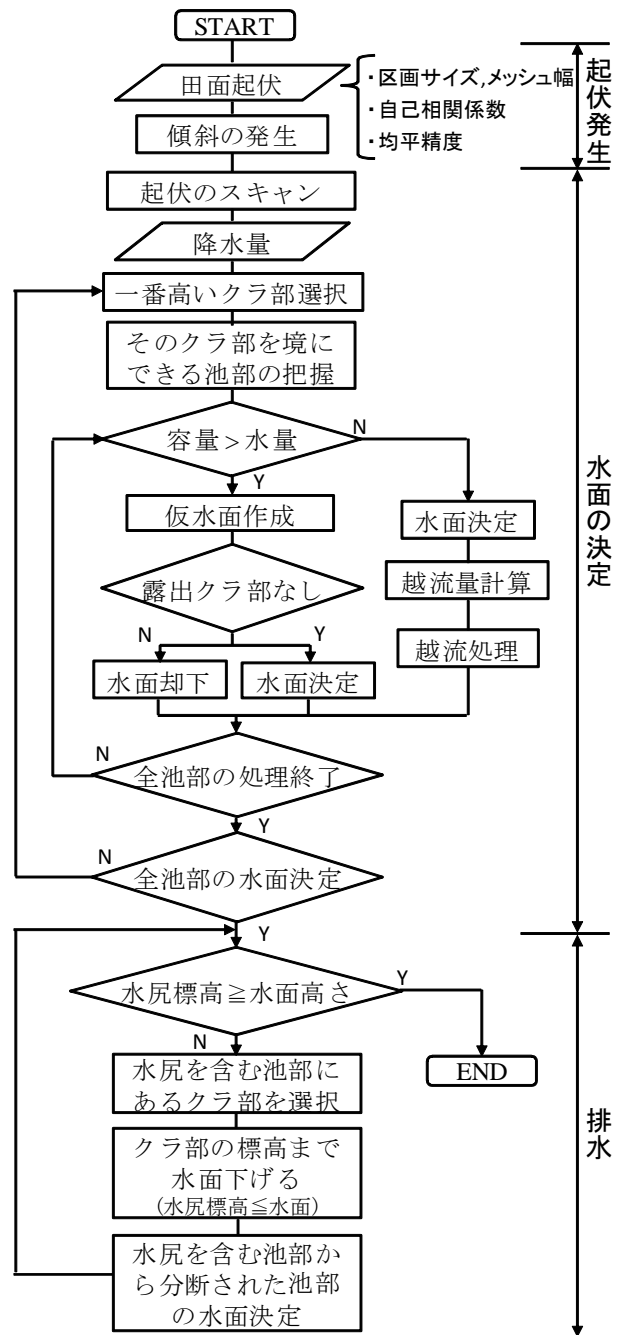 START
田面起伏
・区画サイズ,メッシュ幅
・自己相関係数
・均平精度
起伏発生
傾斜の発生
起伏のスキャン
降水量
一番高いクラ部選択
そのクラ部を境に
できる池部の把握
容量>水量
N
Y
仮水面作成
水面決定
露出クラ部なし
越流量計算
N
Y
越流処理
水面却下
水面決定
水面の決定
N
全池部の処理終了
Y
N
全池部の水面決定
Y
水尻標高≧水面高さ
Y
N
END
水尻を含む池部に
あるクラ部を選択
クラ部の標高まで
水面下げる
(水尻標高≦水面)
排水
水尻を含む池部か
ら分断された池部
の水面決定